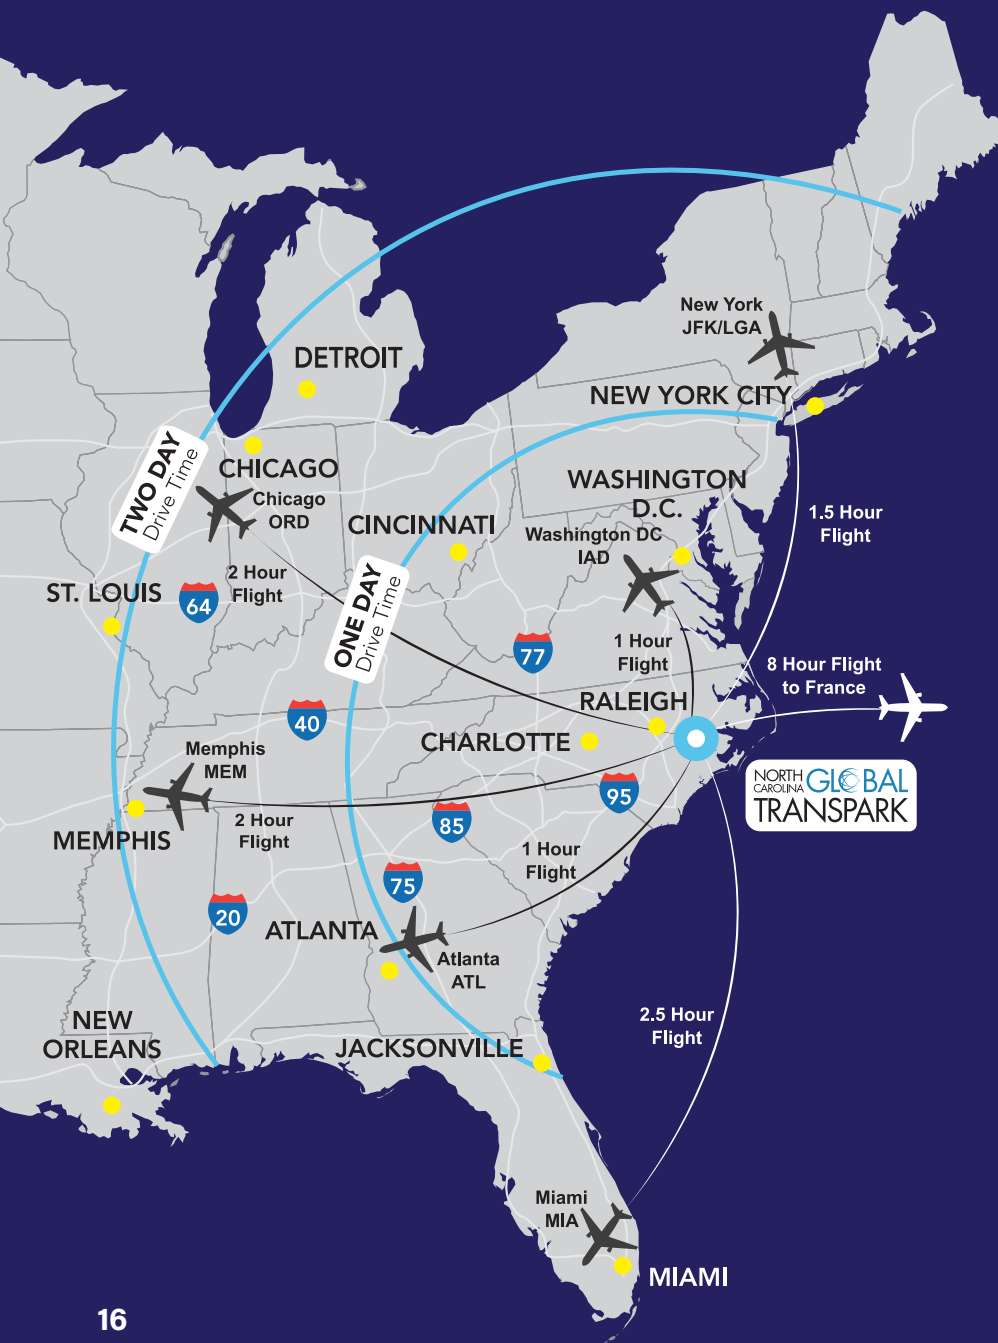 New York
JFK/LGA
DETROIT
NEW YORK CITY
TWO DAY
Drive Time
CHICAGO
Chicago
ORD
WASHINGTON
D.C.
Washington DC
IAD
CINCINNATI
1.5 Hour
Flight
ONE DAY
Drive Time
2 Hour
Flight
ST. LOUIS
64
77
1 Hour
Flight
8 Hour Flight
to France
RALEIGH
40
CHARLOTTE
Memphis
MEM
NORTH
CAROLINA
GLOBAL
TRANSPARK
95
MEMPHIS
2 Hour
Flight
85
1 Hour
Flight
75
20
ATLANTA
Atlanta
ATL
2.5 Hour
Flight
NEW
ORLEANS
JACKSONVILLE
Miami
MIA
MIAMI
16